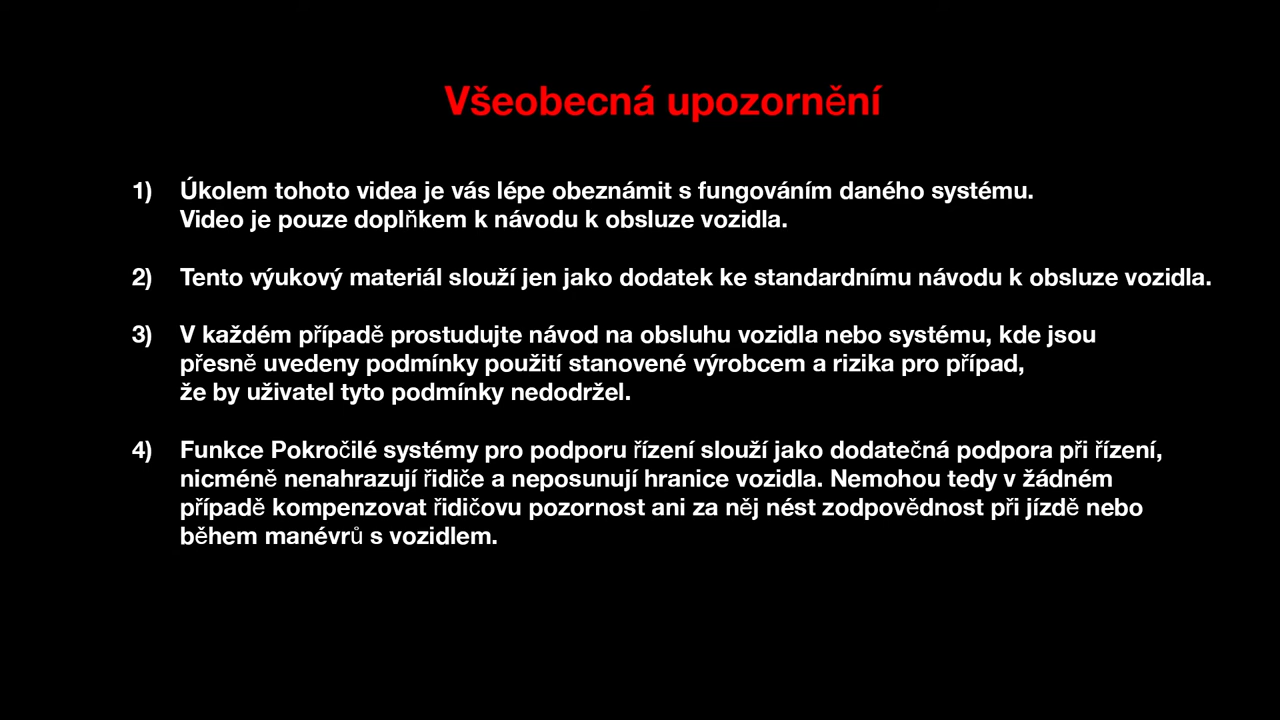 Všeobecná upozornění
1) Úkolem tohoto videa je vás lépe obeznámit s fungováním daného systému.
Video je pouze doplňkem k návodu k obsluze vozidla.
2) Tento výukový materiál slouží jen jako dodatek ke standardnímu návodu k obsluze vozidla.
3) V každém případě prostudujte návod na obsluhu vozidla nebo systému, kde jsou
přesně uvedeny podmínky použití stanovené výrobcem a rizika pro případ,
že by uživatel tyto podmínky nedodržel.
4) Funkce Pokročilé systémy pro podporu řízení slouží jako dodatečná podpora při řízení,
nicméně nenahrazují řidiče a neposunují hranice vozidla. Nemohou tedy v žádném
případě kompenzovat řidičovu pozornost ani za něj nést zodpovědnost při jízdě nebo
během manévrů s vozidlem.